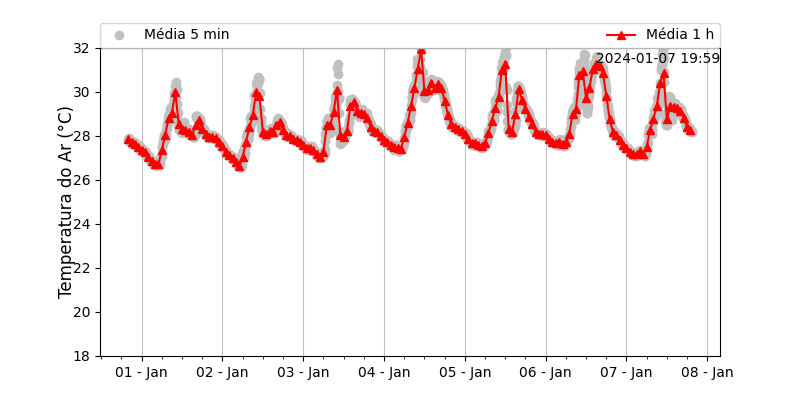 Média 5 min
Média 1 h
2024-01-07 19:59
Temperatura do Ar (°C)
32
30
28
26
24
22
20
18
01 - Jan
02 - Jan
03 - Jan
04 - Jan
05 - Jan
06 - Jan
07 - Jan
08 - Jan